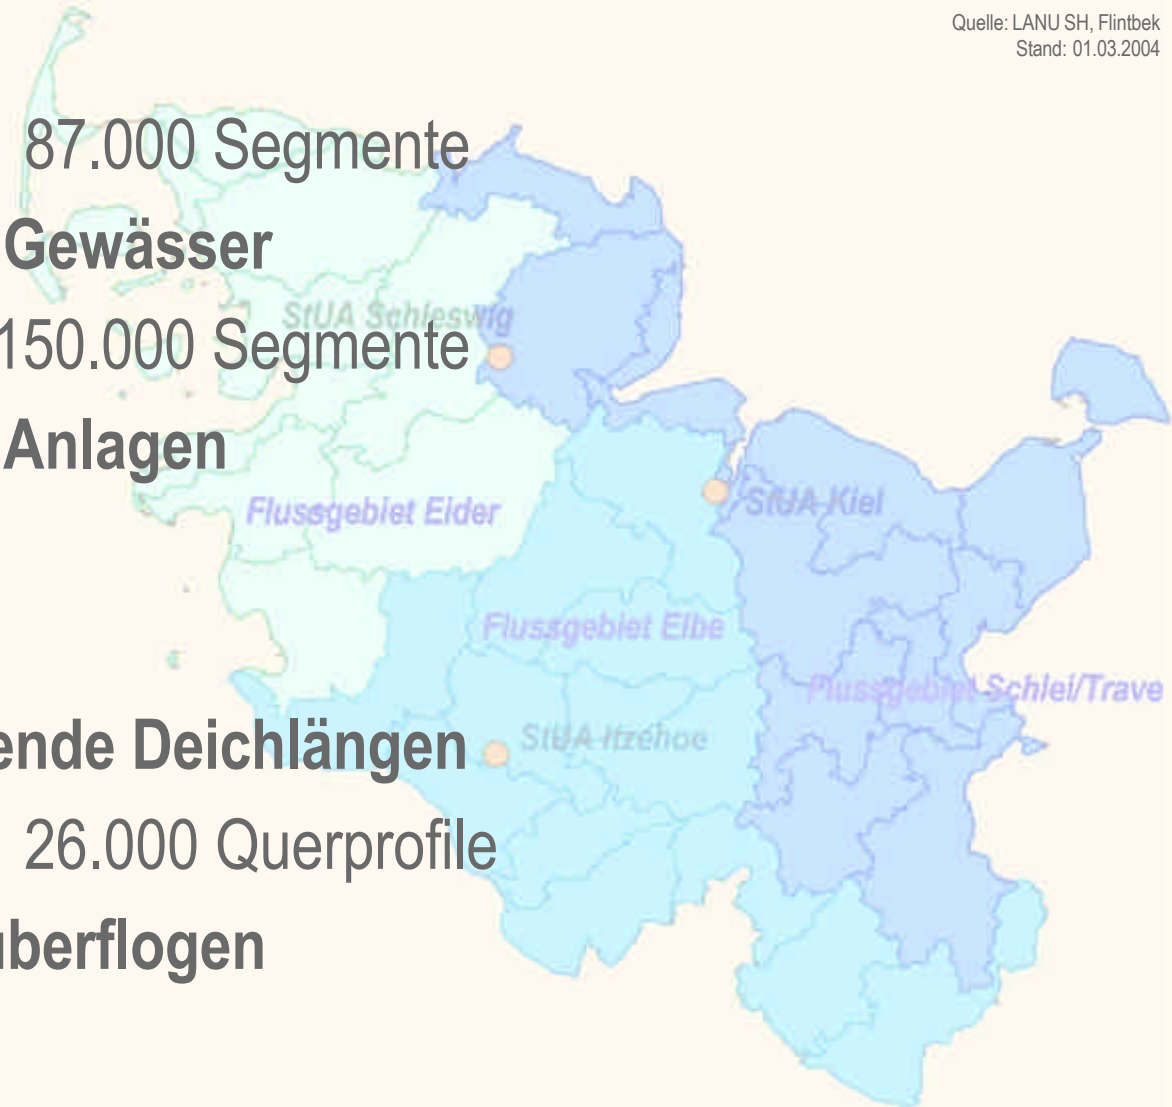 Quelle: LANU SH, Flintbek
Stand: 01.03.2004
87.000 Segmente
Gewässer
StUA Schleswig
150.000 Segmente
Anlagen
StUA Kiel
Flussgebiet Eider
Flussgebiet Elbe
Flussgebiet Schlei/Trave
ende Deichlängen
StUA Itzehoe
26.000 Querprofile
überflogen